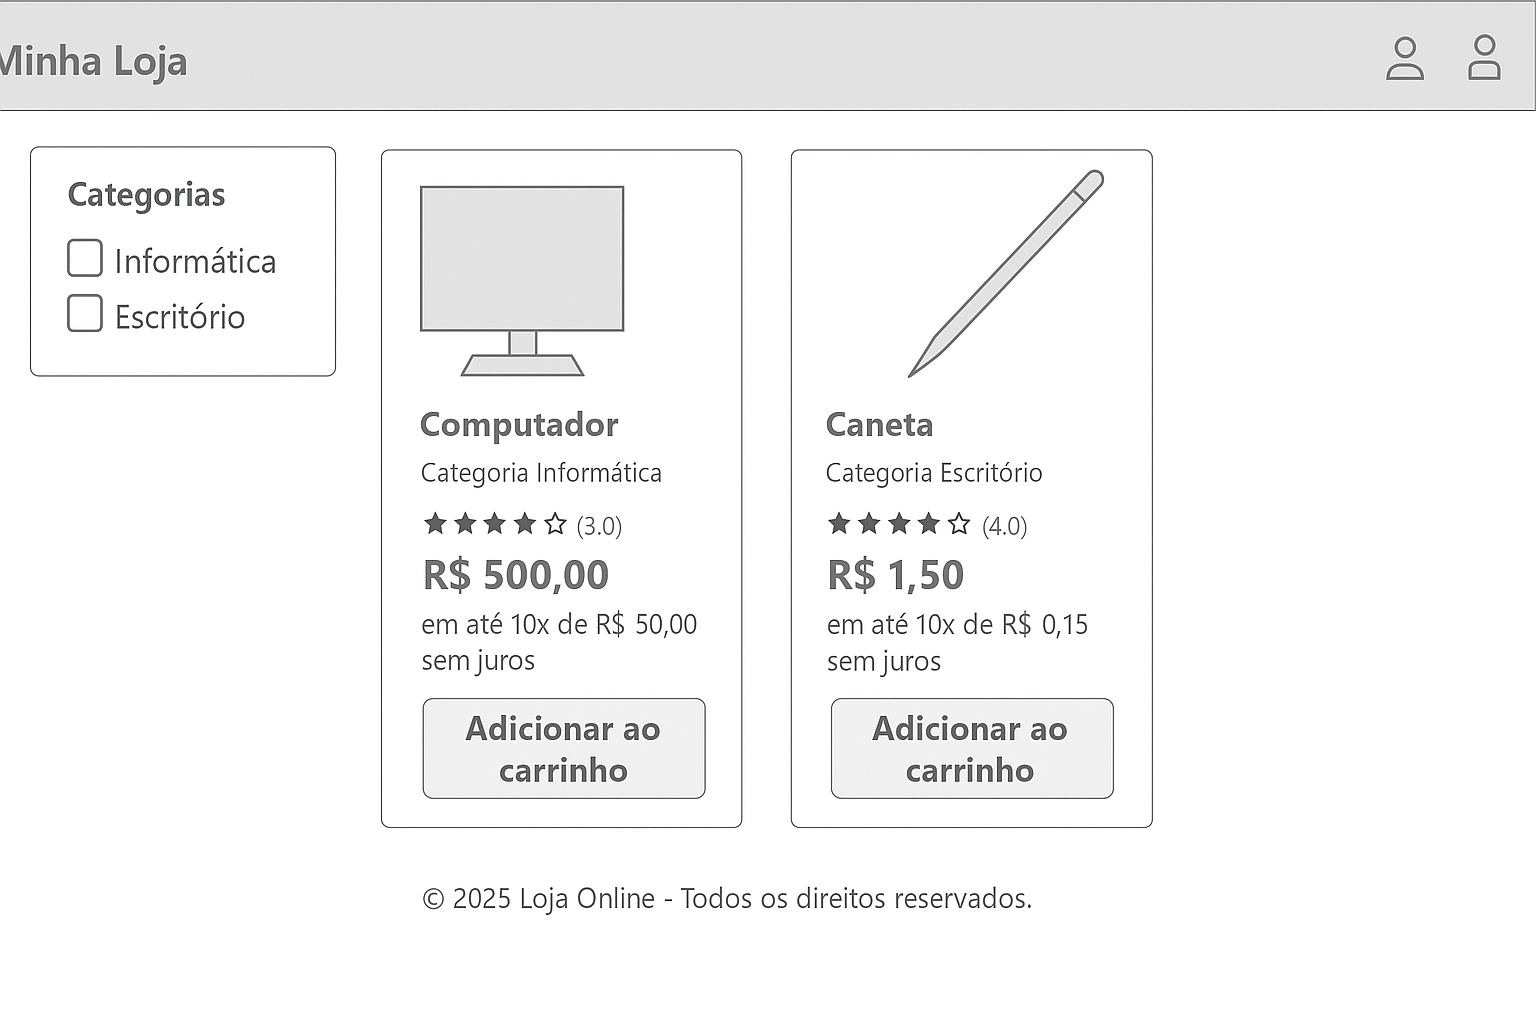 Minha Loja
Categorias
Informática
Escritório
Computador
Categoria Informática
★★★★☆ (3.0)
R$ 500,00
em até 10x de R$ 50,00
sem juros
Adicionar ao
carrinho
Caneta
Categoria Escritório
★★★★☆ (4.0)
R$ 1,50
em até 10x de R$ 0,15
sem juros
Adicionar ao
carrinho
© 2025 Loja Online - Todos os direitos reservados.